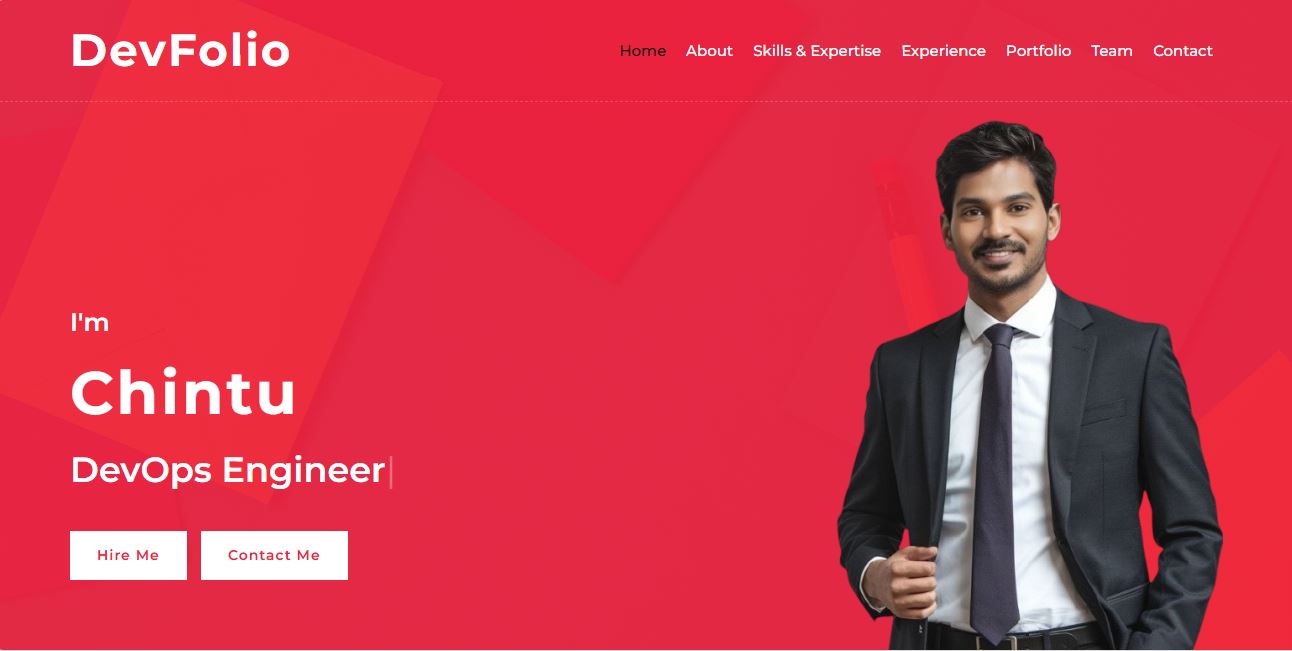 DevFolio
Home About Skills & Expertise Experience Portfolio Team Contact
I'm
Chintu
DevOps Engineer
Hire Me Contact Me